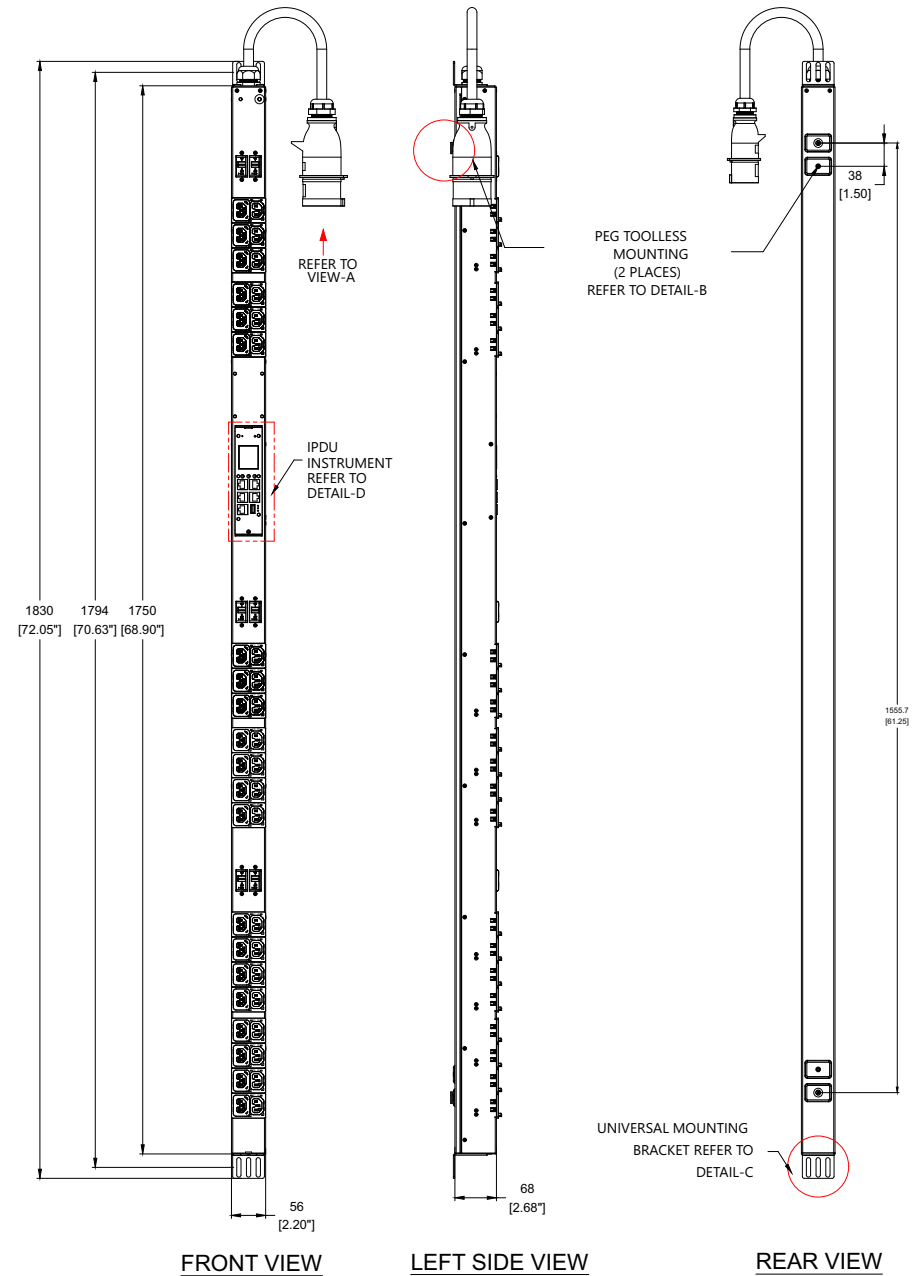 REFER TO
VIEW-A
38
[1.50]
PEG TOOLLESS
MOUNTING
(2 PLACES)
REFER TO DETAIL-B
IPDU
INSTRUMENT
REFER TO
DETAIL-D
1830
[72.05"]
1794
[70.63"]
1750
[68.90"]
1555.7
[61.25]
UNIVERSAL MOUNTING
BRACKET REFER TO
DETAIL-C
56
[2.20"]
68
[2.68"]
FRONT VIEW
LEFT SIDE VIEW
REAR VIEW